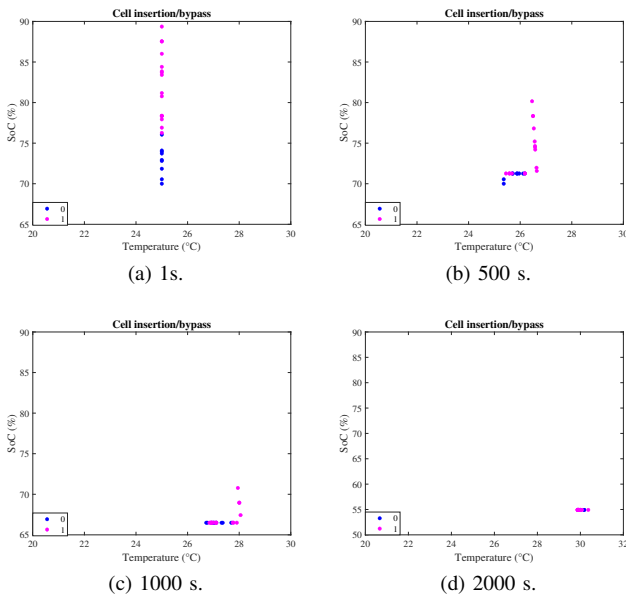 Cell insertion/bypass
90
85
80
75
70
65
SoC (%)
0
1
20 22 24 26 28 30
Temperature (°C)
(a) 1s.
Cell insertion/bypass
90
85
80
75
70
65
SoC (%)
0
1
20 22 24 26 28 30
Temperature (°C)
(b) 500 s.
Cell insertion/bypass
90
85
80
75
70
65
SoC (%)
0
1
20 22 24 26 28 30
Temperature (°C)
(c) 1000 s.
Cell insertion/bypass
90
85
80
75
70
65
60
55
50
SoC (%)
0
1
20 22 24 26 28 30 32
Temperature (°C)
(d) 2000 s.